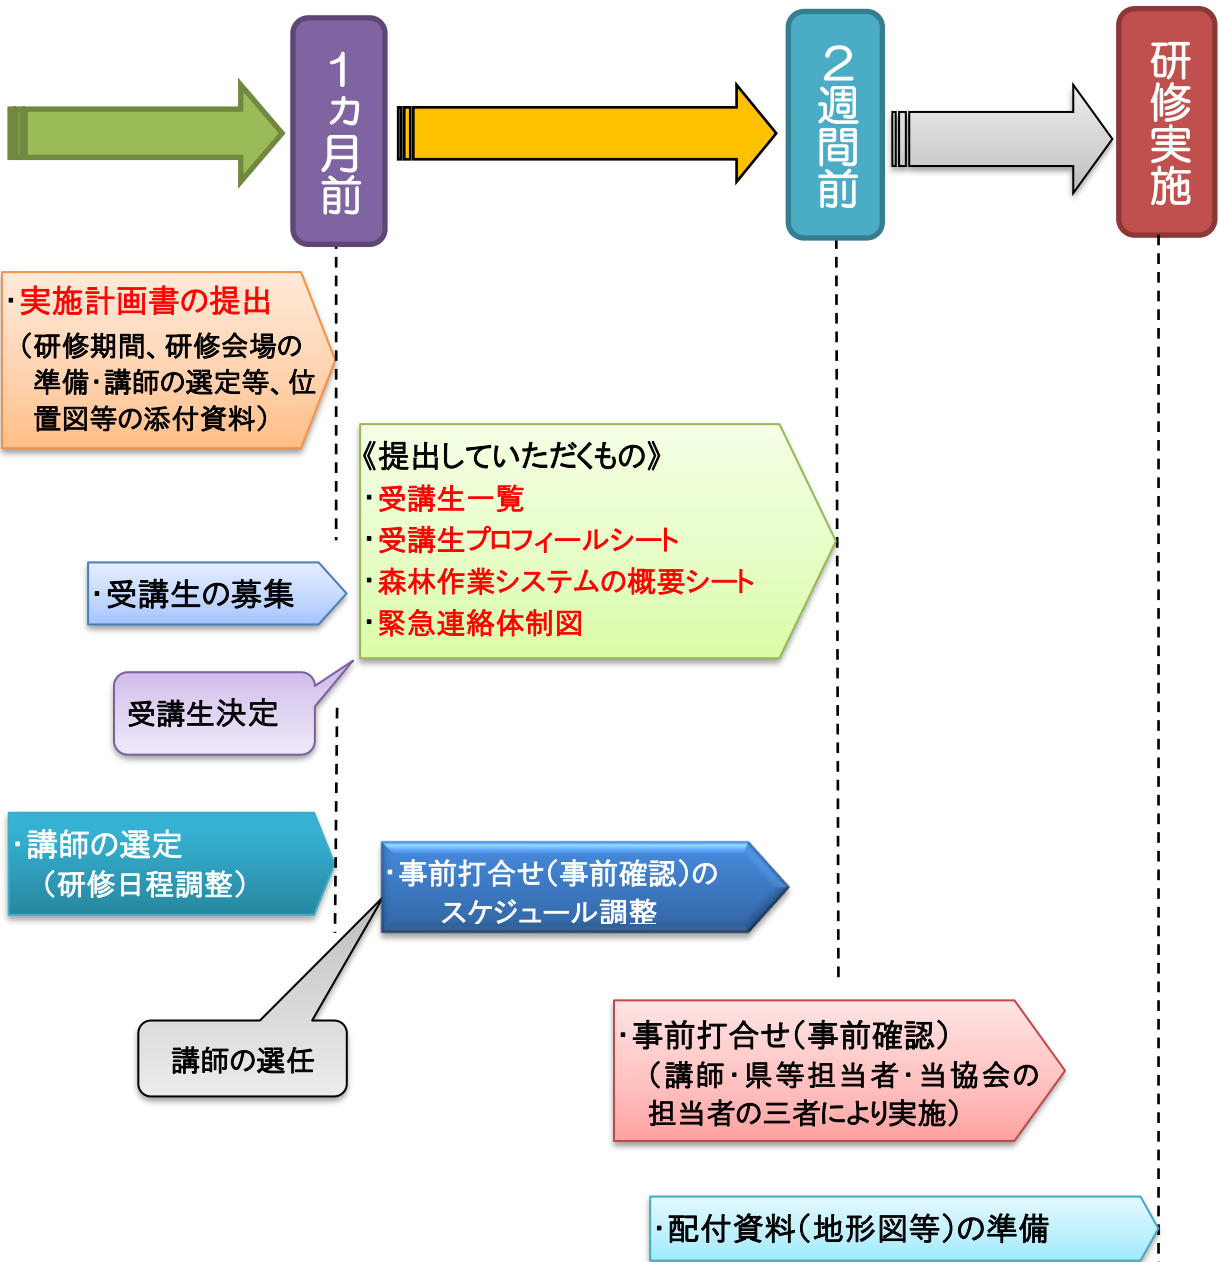 1ヵ月前
2週間前
研修実施
・実施計画書の提出
（研修期間、研修会場の
準備・講師の選定等、位
置図等の添付資料）
《提出していただくもの》
・受講生一覧
・受講生プロフィールシート
・森林作業システムの概要シート
・緊急連絡体制図
・受講生の募集
受講生決定
・講師の選定
（研修日程調整）
・事前打合せ（事前確認）の
スケジュール調整
講師の選任
・事前打合せ（事前確認）
（講師・県等担当者・当協会の
担当者の三者により実施）
・配付資料（地形図等）の準備